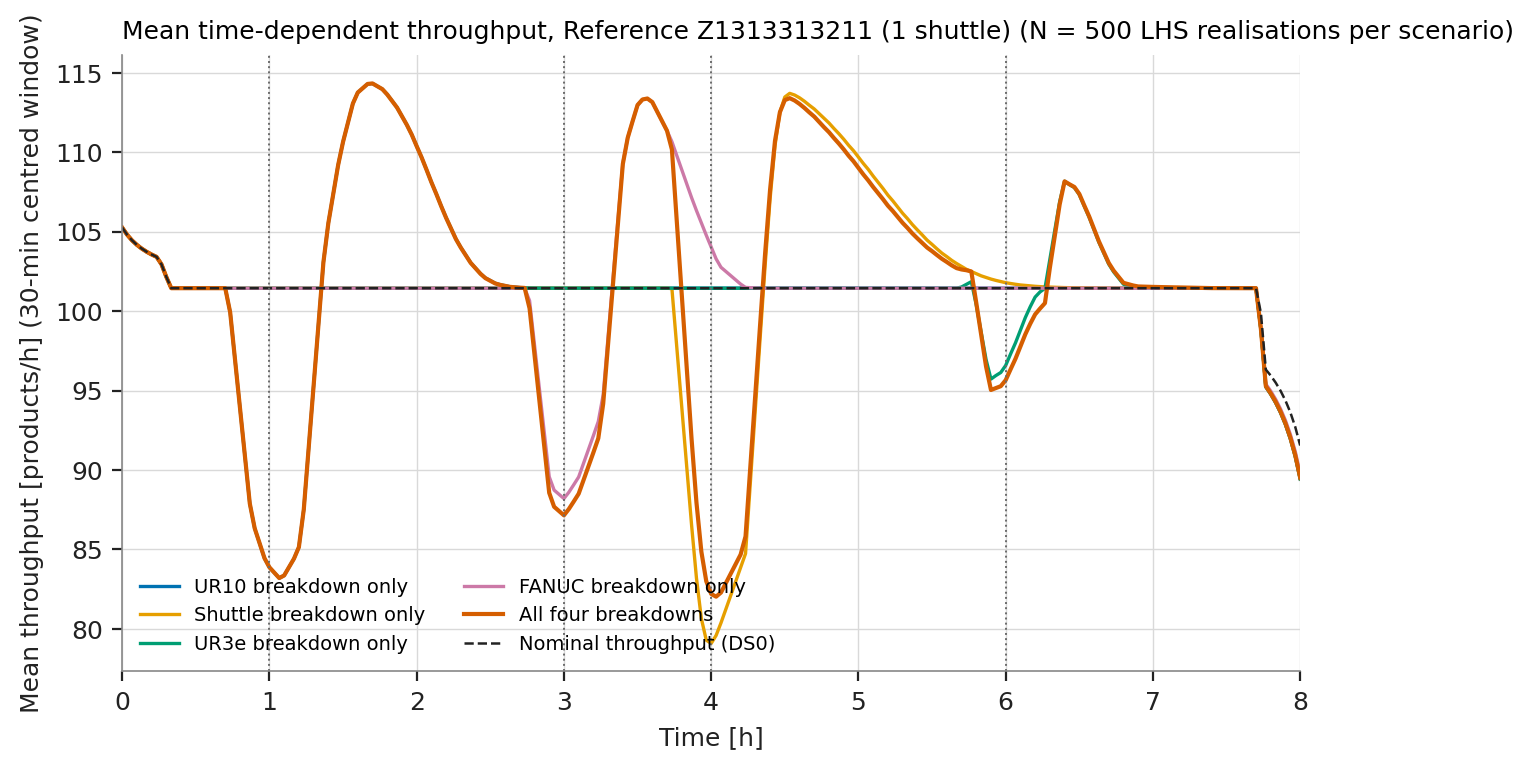 Mean time-dependent throughput, Reference Z1313313211 (1 shuttle) (N = 500 LHS realisations per scenario)
Mean throughput [products/h] (30-min centred window)
115
110
105
100
95
90
85
80
UR10 breakdown only
Shuttle breakdown only
UR3e breakdown only
FANUC breakdown only
All four breakdowns
Nominal throughput (DS0)
0 1 2 3 4 5 6 7 8
Time [h]